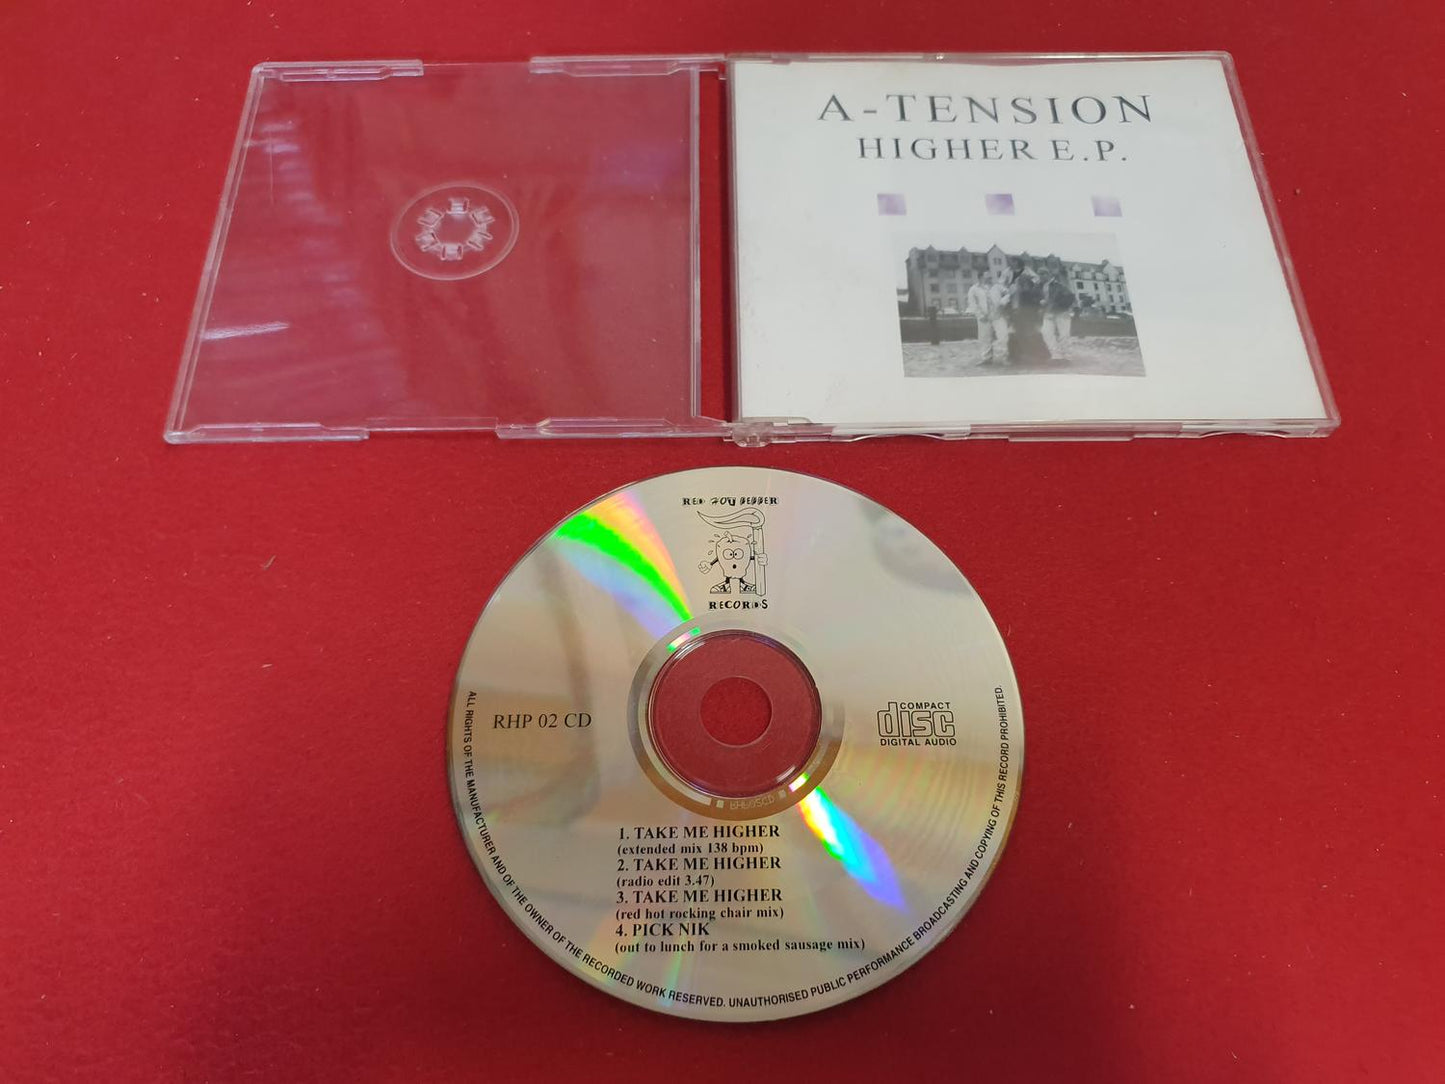 A-TENSION
HIGHER E.P.
RED HOT PEPPER
RECORDS
RHP 02 CD
COMPACT
disc
DIGITAL AUDIO
1. TAKE ME HIGHER
(extended mix 138 bpm)
2. TAKE ME HIGHER
(radio edit 3.47)
3. TAKE ME HIGHER
(red hot rocking chair mix)
4. PICK NIK
(out to lunch for a smoked sausage mix)
ALL RIGHTS OF THE MANUFACTURER AND OF THE OWNER OF THE RECORDED WORK RESERVED. UNAUTHORISED PUBLIC PERFORMANCE BROADCASTING AND COPYING OF THIS RECORD PROHIBITED.